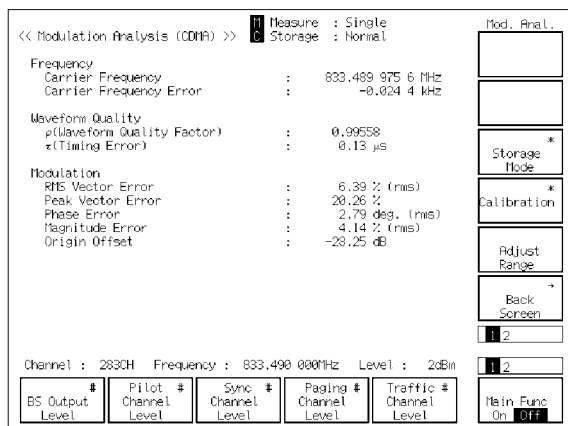 M Measure : Single
<< Modulation Analysis (CDMA) >> C Storage : Normal
Mod. Anal.
Frequency
Carrier Frequency : 833.489 975 6 MHz
Carrier Frequency Error : -0.024 4 kHz
Waveform Quality
ρ(Waveform Quality Factor) : 0.99558
τ(Timing Error) : 0.13 μs
Modulation
RMS Vector Error : 6.39 % (rms)
Peak Vector Error : 20.26 %
Phase Error : 2.79 deg. (rms)
Magnitude Error : 4.14 % (rms)
Origin Offset : -28.25 dB
*
Storage
Mode
*
Calibration
Adjust
Range
→
Back
Screen
1 2
Channel : 283CH Frequency : 833.490 000MHz Level : 2dBm
1 2
#
BS Output
Level
Pilot #
Channel
Level
Sync #
Channel
Level
Paging #
Channel
Level
Traffic #
Channel
Level
Main Func
On Off